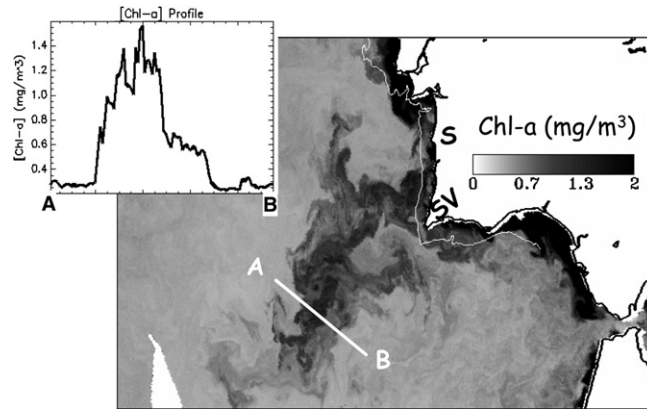 [Chl-a] Profile
[Chl-a] (mg/m^3)
1.4
1.2
1.0
0.8
0.6
0.4
A
B
Chl-a (mg/m³)
0
0.7
1.3
2
S
SV
A
B